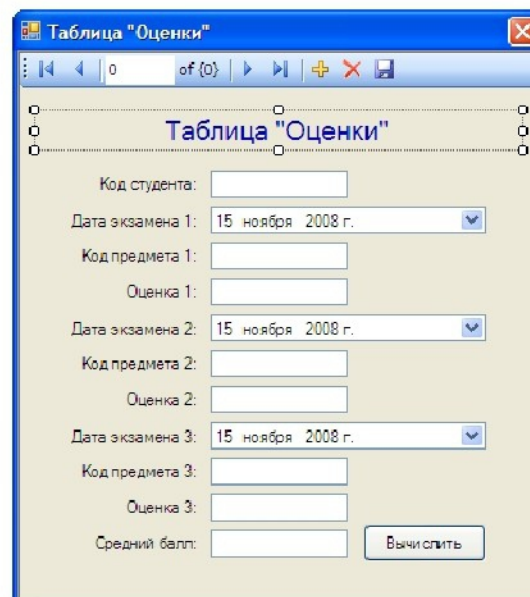 Таблица "Оценки"
0 of {0}
Таблица "Оценки"
Код студента:
Дата экзамена 1: 15 ноября 2008 г.
Код предмета 1:
Оценка 1:
Дата экзамена 2: 15 ноября 2008 г.
Код предмета 2:
Оценка 2:
Дата экзамена 3: 15 ноября 2008 г.
Код предмета 3:
Оценка 3:
Средний балл: Вычислить